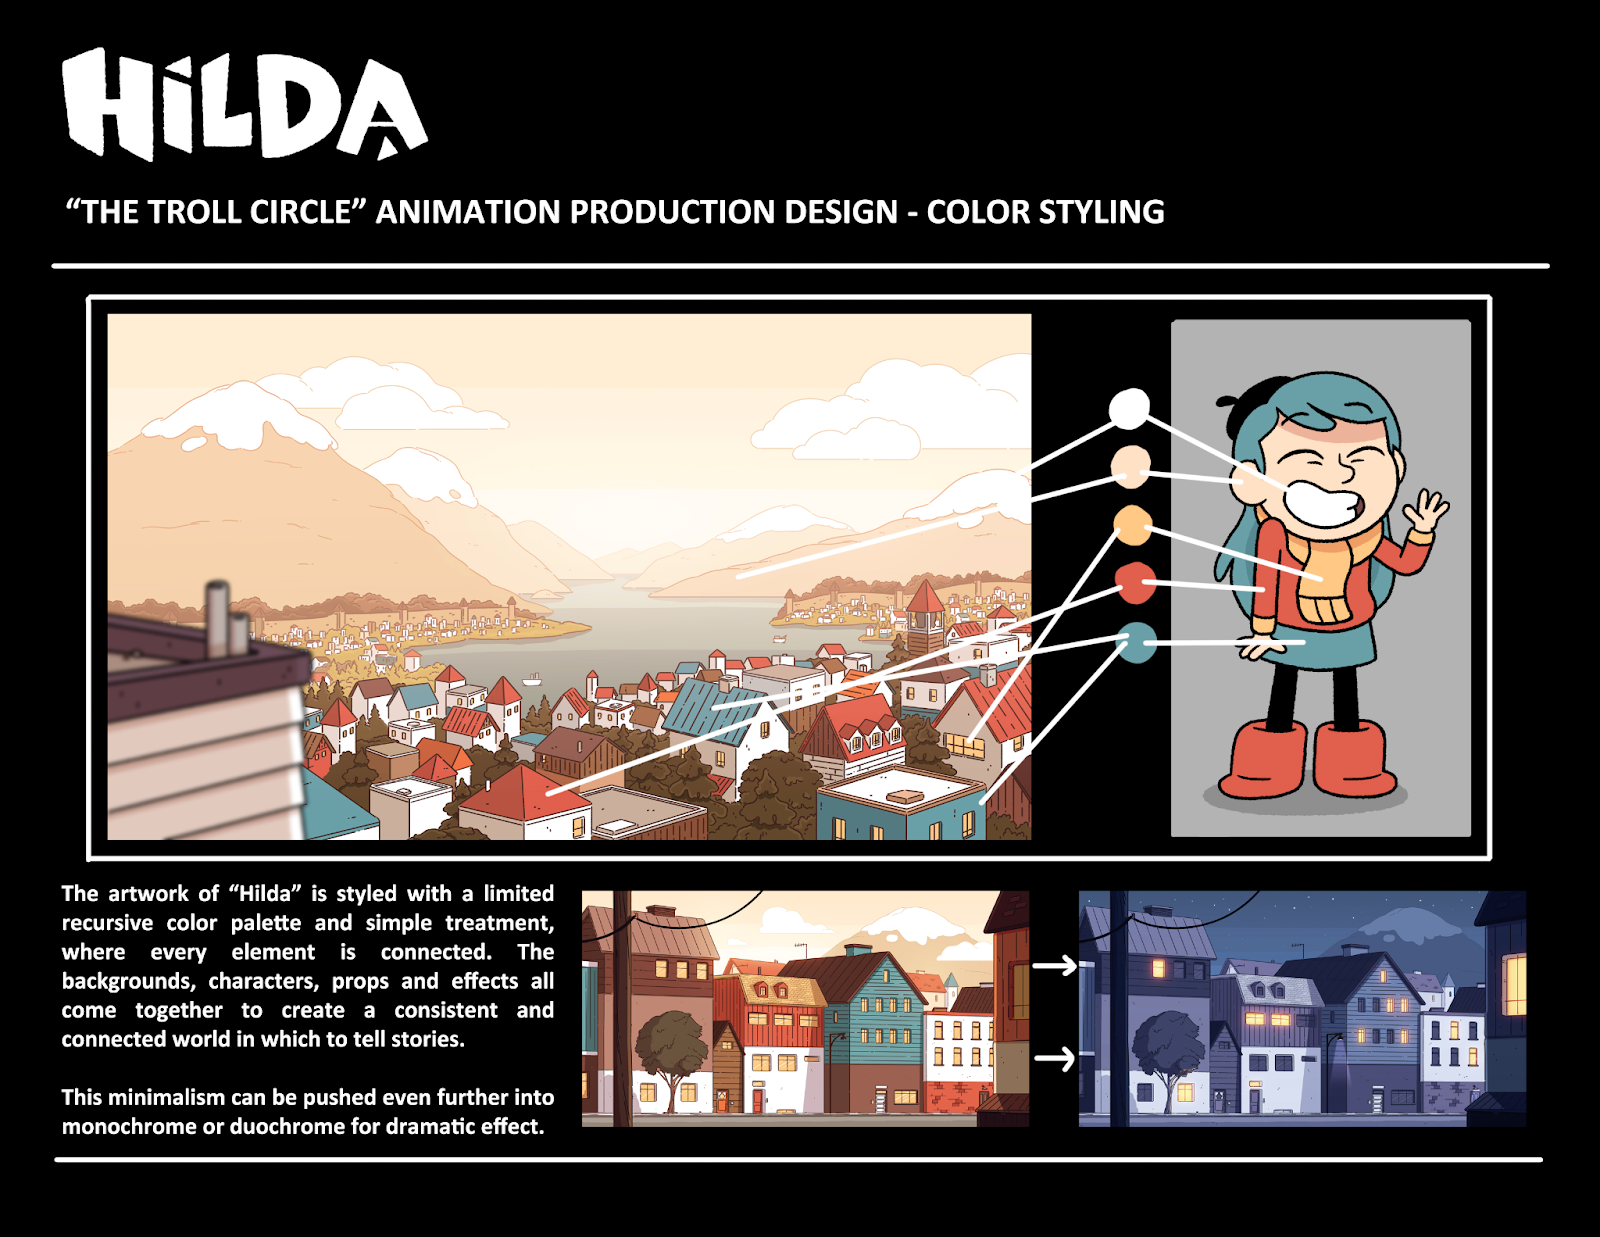 HiLDA
“THE TROLL CIRCLE” ANIMATION PRODUCTION DESIGN - COLOR STYLING
The artwork of “Hilda” is styled with a limited
recursive color palette and simple treatment,
where every element is connected. The
backgrounds, characters, props and effects all
come together to create a consistent and
connected world in which to tell stories.
This minimalism can be pushed even further into
monochrome or duochrome for dramatic effect.